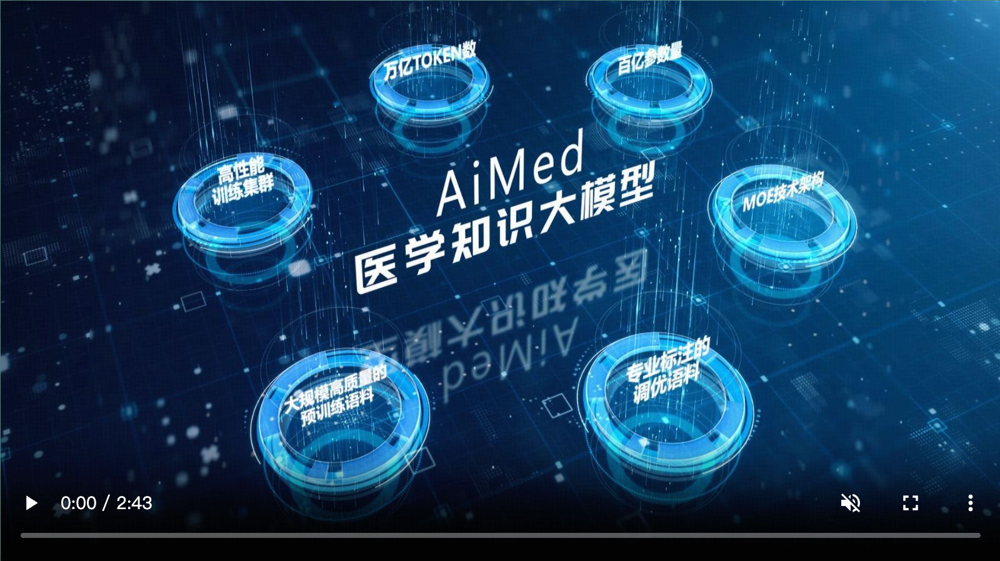 万亿TOKEN数
百亿参数量
高性能
训练集群
AiMed
医学知识大模型
MOE技术架构
大规模高质量的
预训练语料
专业标注的
调优语料
0:00 / 2:43